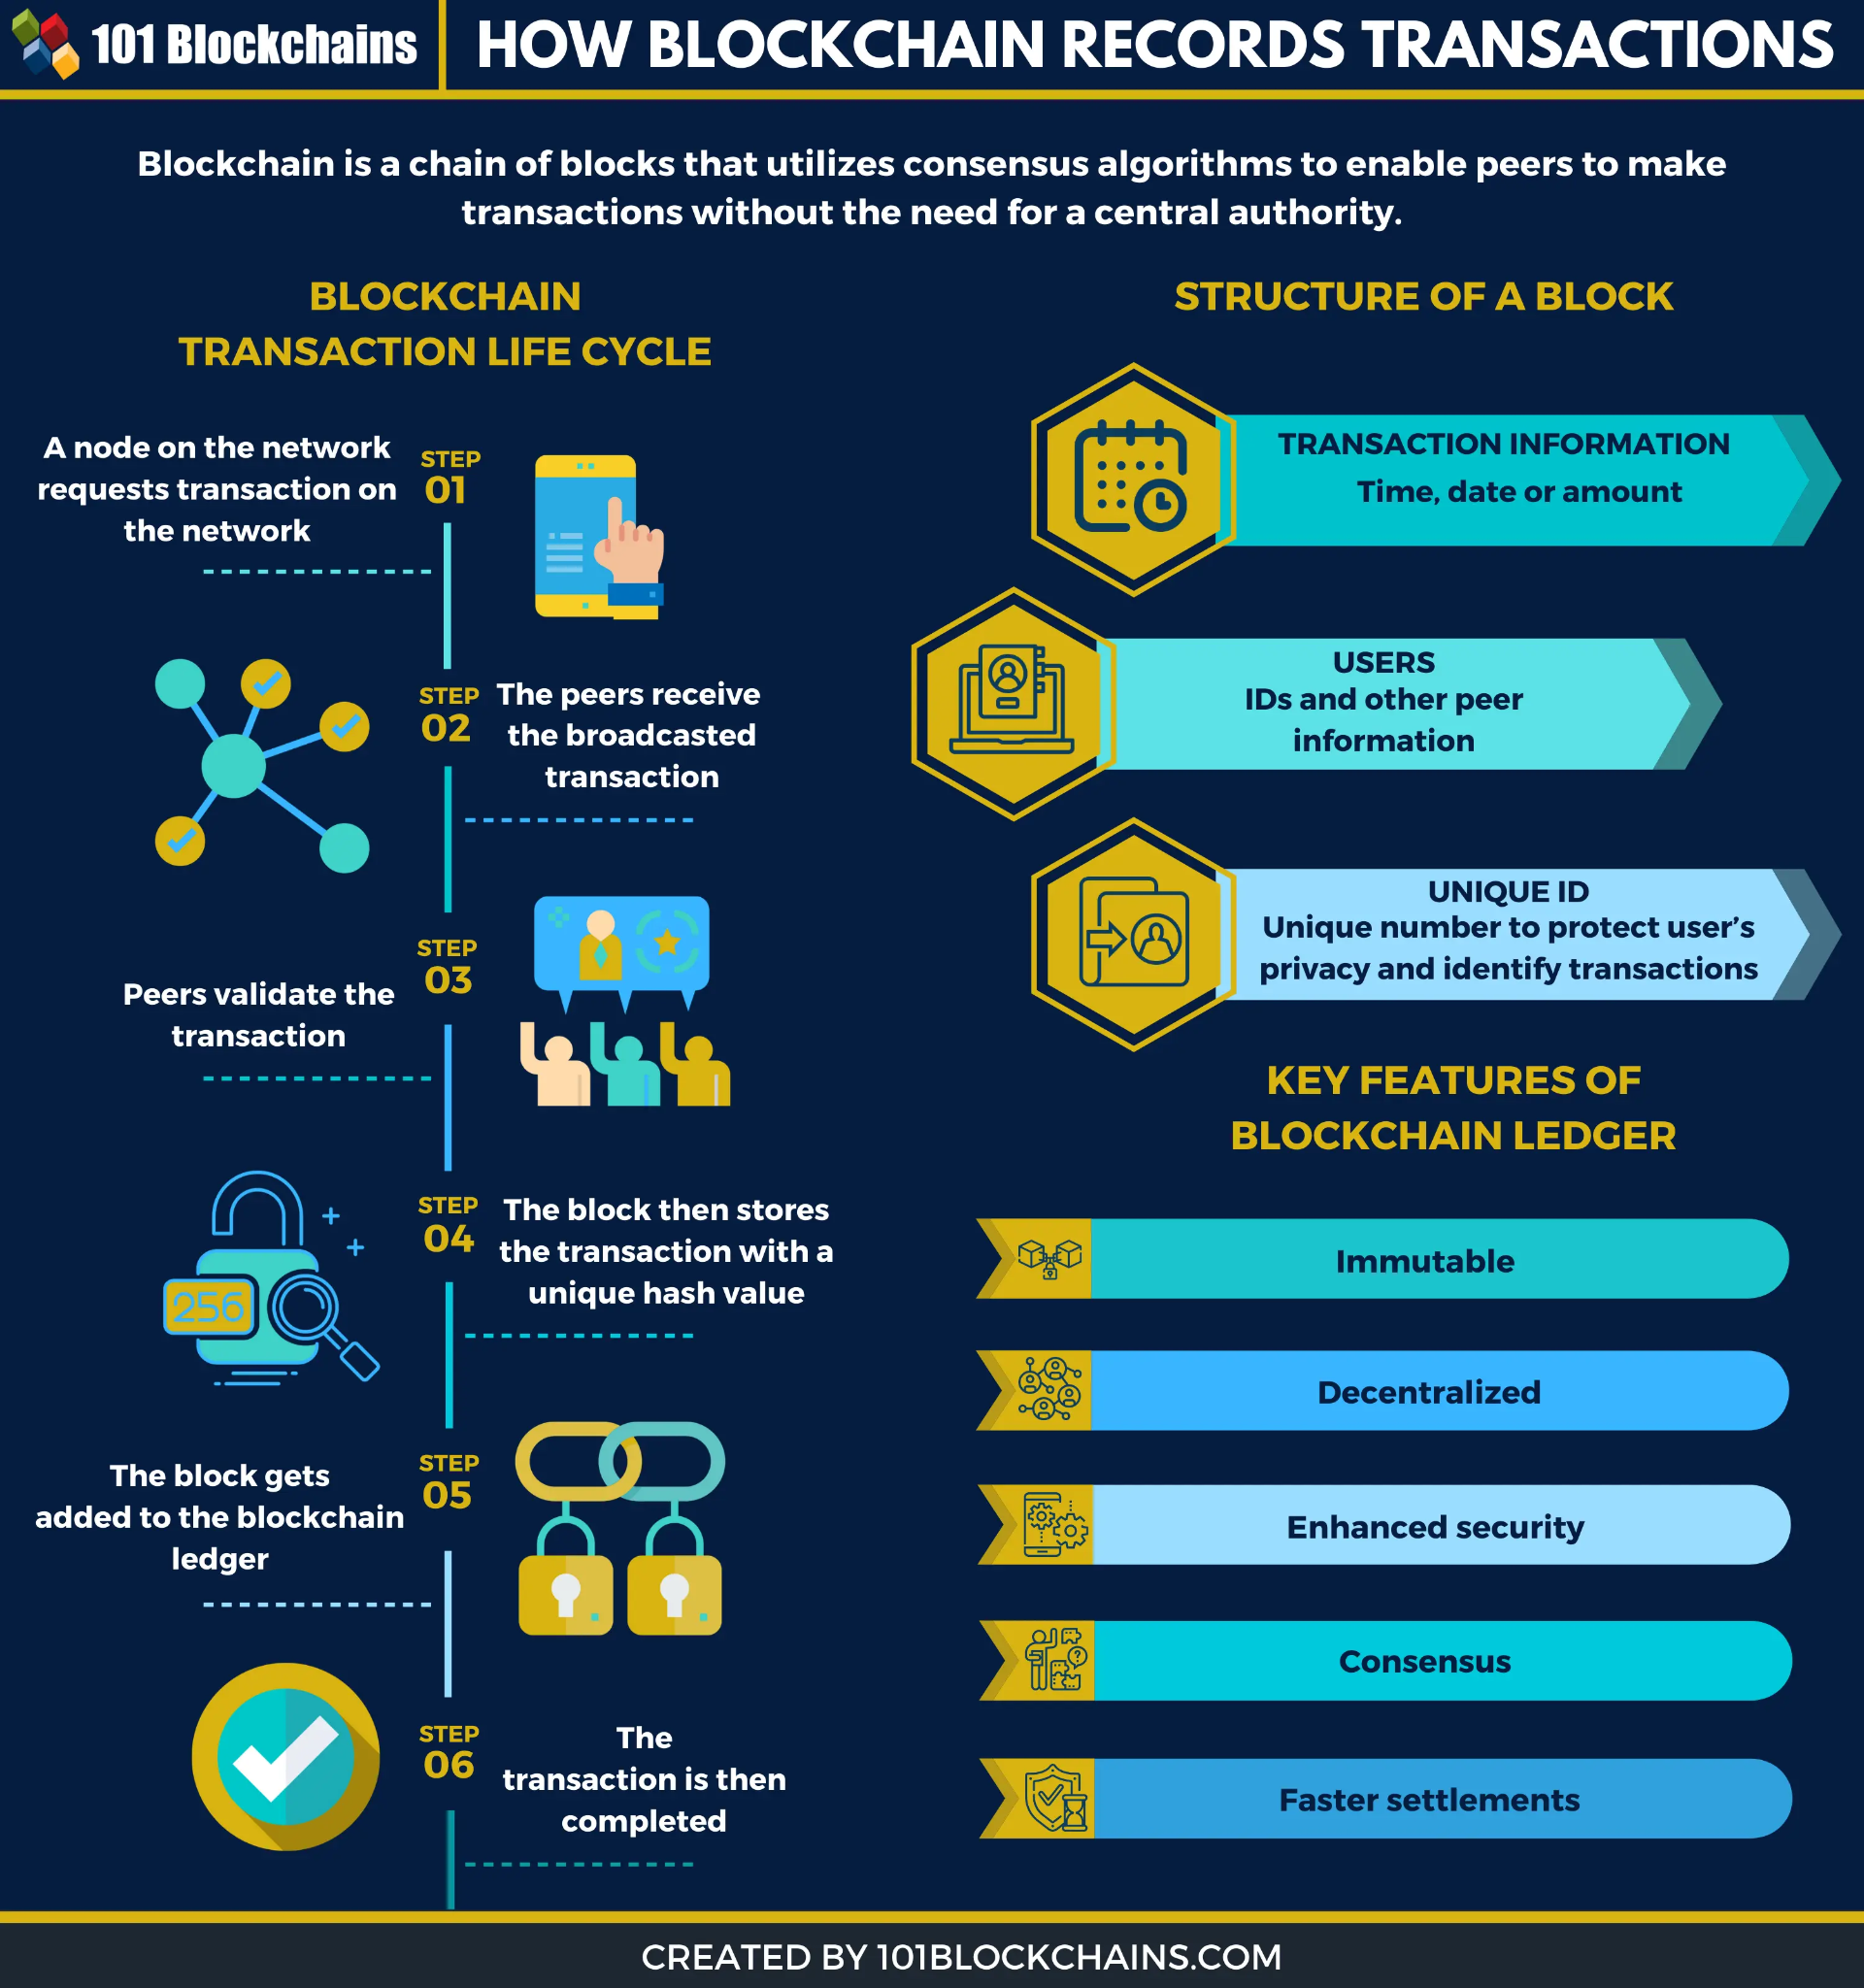 101 Blockchains
HOW BLOCKCHAIN RECORDS TRANSACTIONS
Blockchain is a chain of blocks that utilizes consensus algorithms to enable peers to make
transactions without the need for a central authority.
BLOCKCHAIN
TRANSACTION LIFE CYCLE
A node on the network
requests transaction on
the network
STEP
01
STEP
02
The peers receive
the broadcasted
transaction
STEP
03
Peers validate the
transaction
STEP
04
The block then stores
the transaction with a
unique hash value
256
STEP
05
The block gets
added to the blockchain
ledger
STEP
06
The
transaction is then
completed
STRUCTURE OF A BLOCK
TRANSACTION INFORMATION
Time, date or amount
USERS
IDs and other peer
information
UNIQUE ID
Unique number to protect user's
privacy and identify transactions
KEY FEATURES OF
BLOCKCHAIN LEDGER
Immutable
Decentralized
Enhanced security
Consensus
Faster settlements
CREATED BY 101BLOCKCHAINS.COM